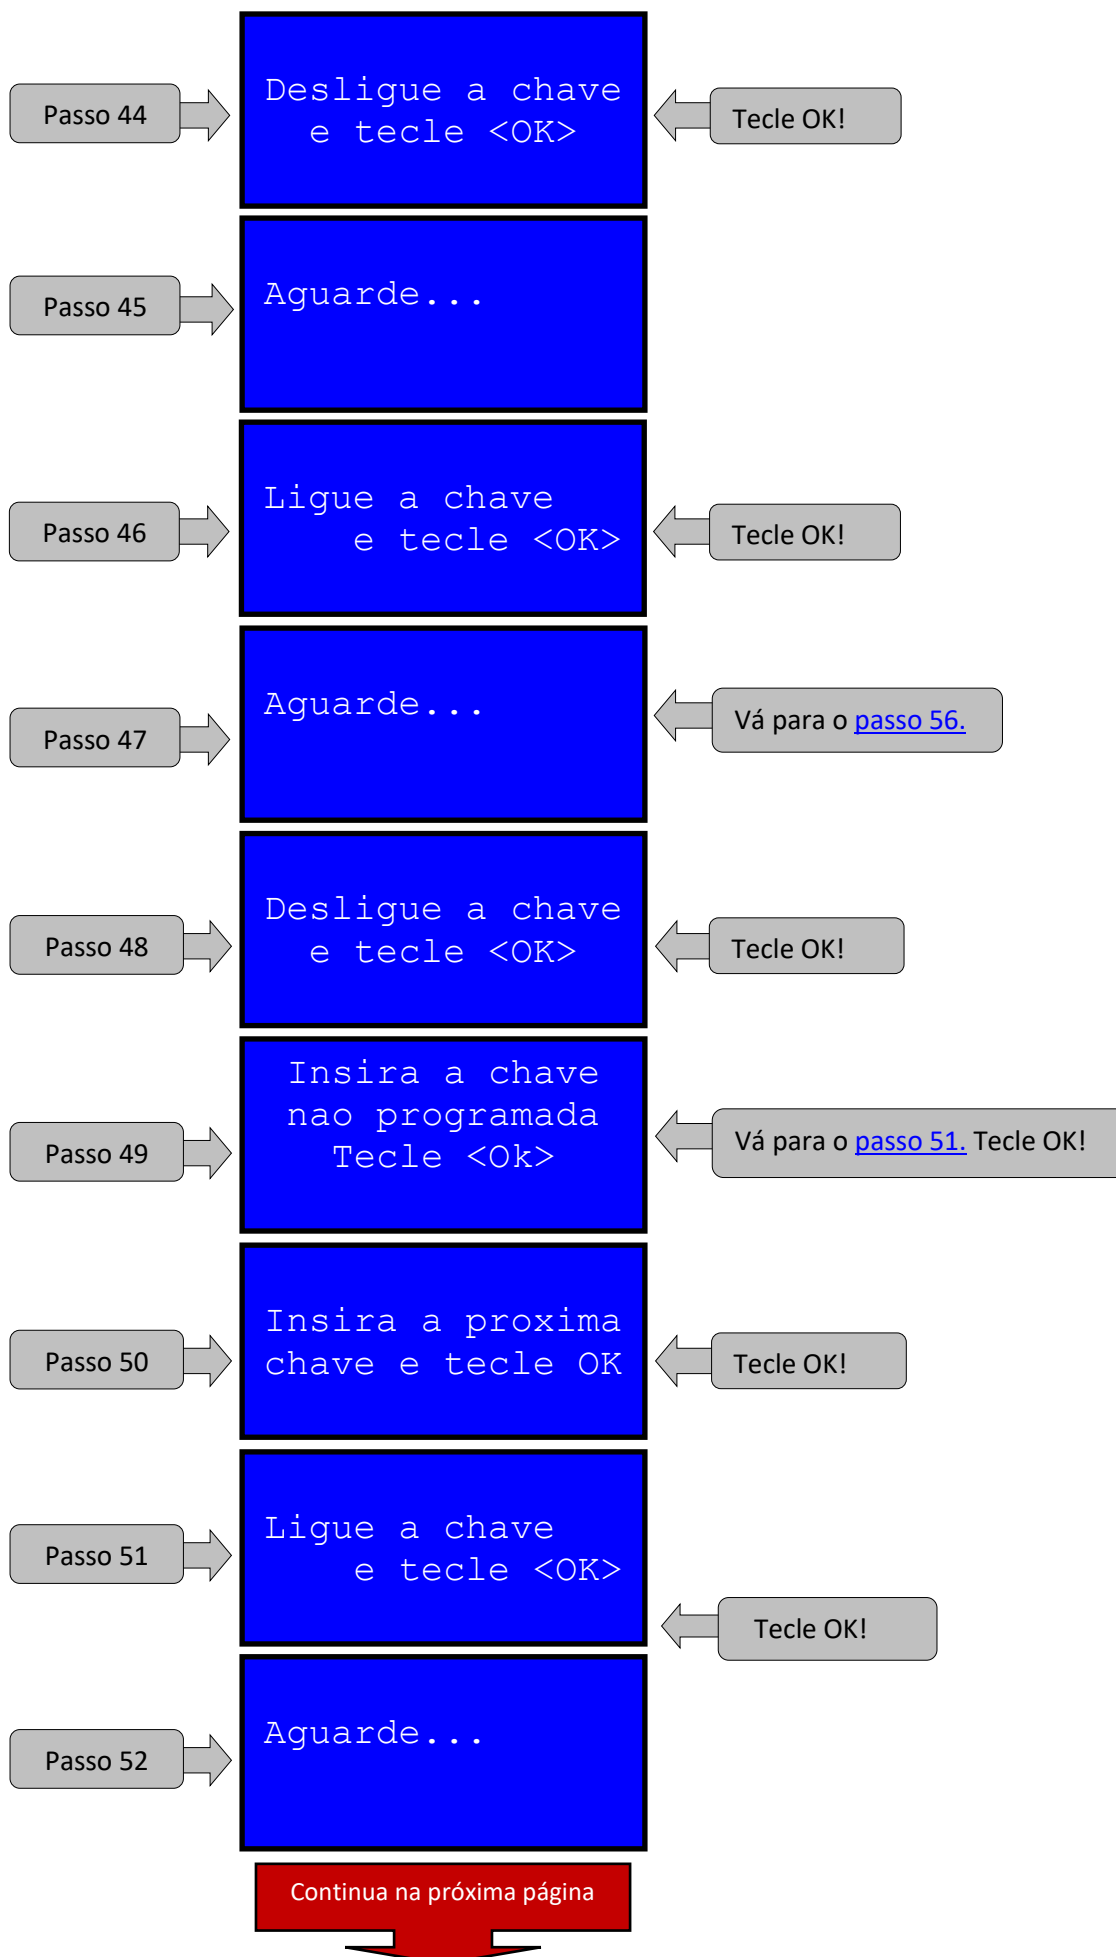 Passo 44
Desligue a chave
e tecle <OK>
Tecle OK!
Passo 45
Aguarde...
Passo 46
Ligue a chave
e tecle <OK>
Tecle OK!
Passo 47
Aguarde...
Vá para o passo 56.
Passo 48
Desligue a chave
e tecle <OK>
Tecle OK!
Passo 49
Insira a chave
nao programada
Tecle <Ok>
Vá para o passo 51. Tecle OK!
Passo 50
Insira a proxima
chave e tecle OK
Tecle OK!
Passo 51
Ligue a chave
e tecle <OK>
Tecle OK!
Passo 52
Aguarde...
Continua na próxima página